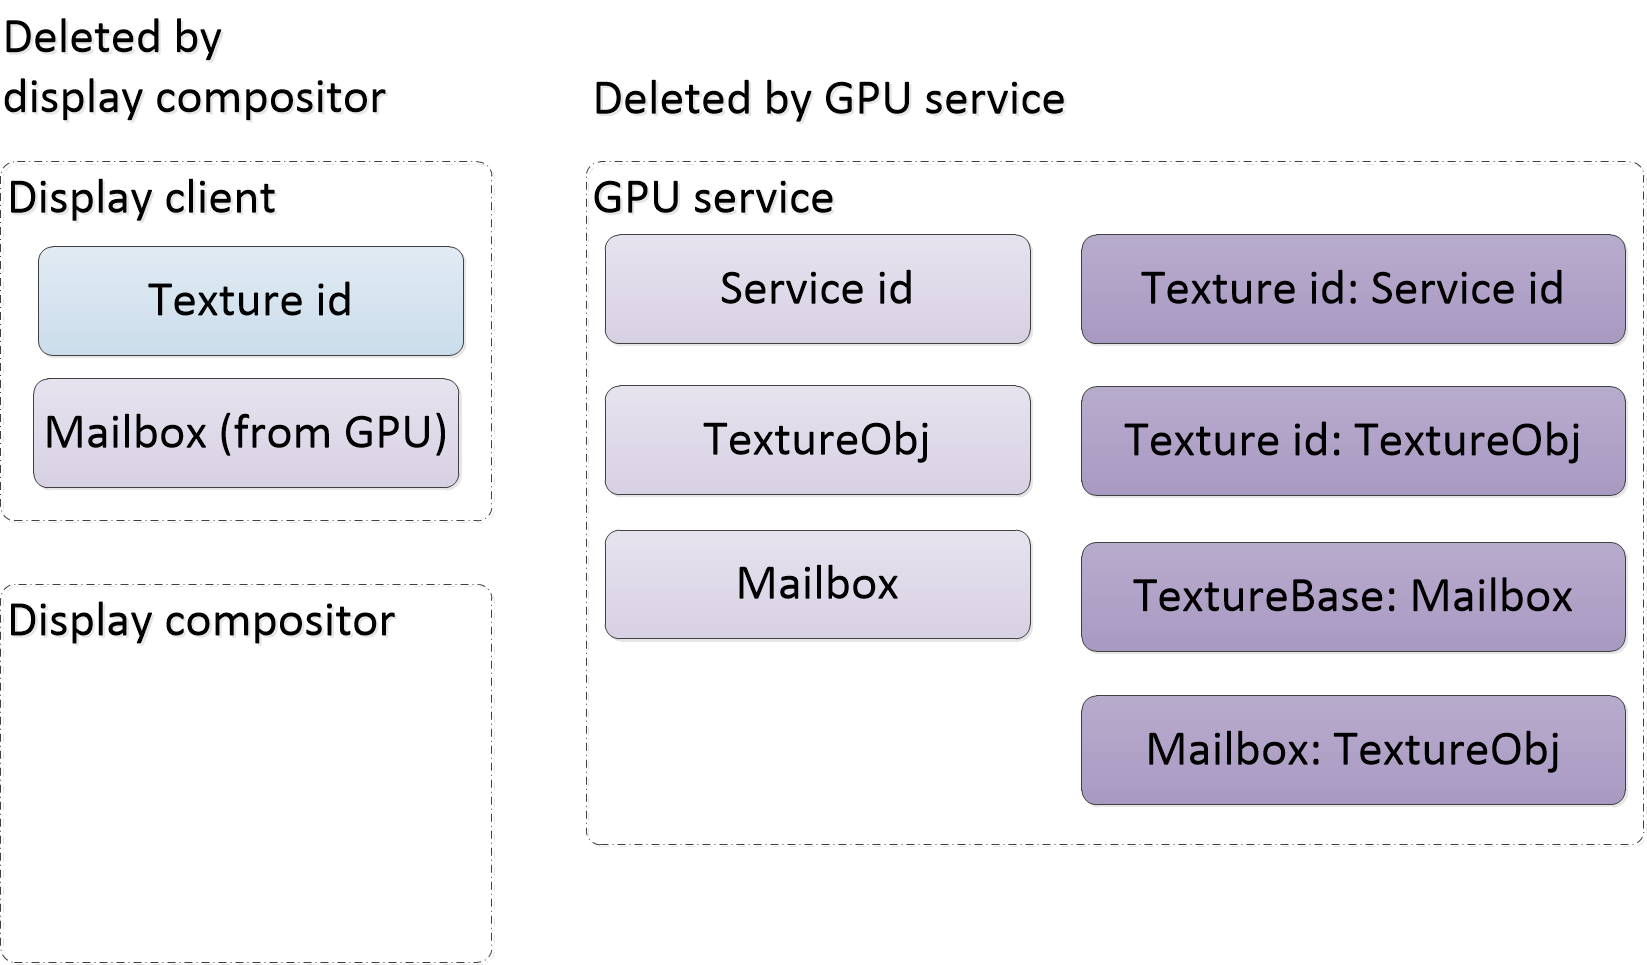 Deleted by
display compositor
Deleted by GPU service
Display client
Texture id
Mailbox (from GPU)
Display compositor
GPU service
Service id
Texture id: Service id
TextureObj
Texture id: TextureObj
Mailbox
TextureBase: Mailbox
Mailbox: TextureObj